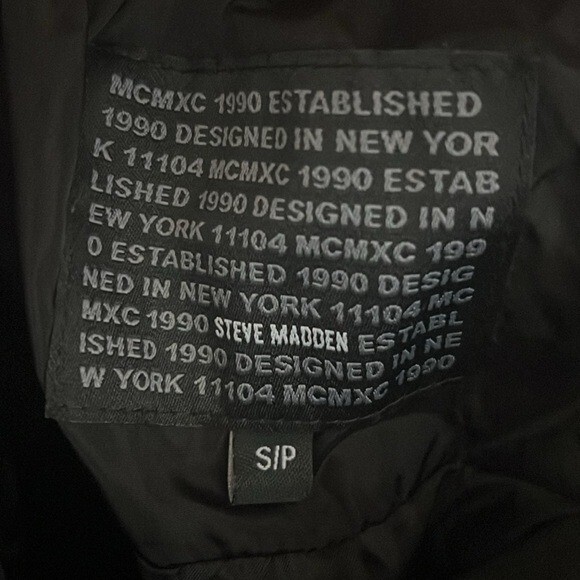 MCMXC 1990 ESTABLISHED
1990 DESIGNED IN NEW YOR
K 11104 MCMXC 1990 ESTAB
LISHED 1990 DESIGNED IN N
EW YORK 11104 MCMXC 199
0 ESTABLISHED 1990 DESIG
NED IN NEW YORK 11104 MC
MXC 1990 STEVE MADDEN ESTABL
ISHED 1990 DESIGNED IN NE
W YORK 11104 MCMXC 1990
S/P